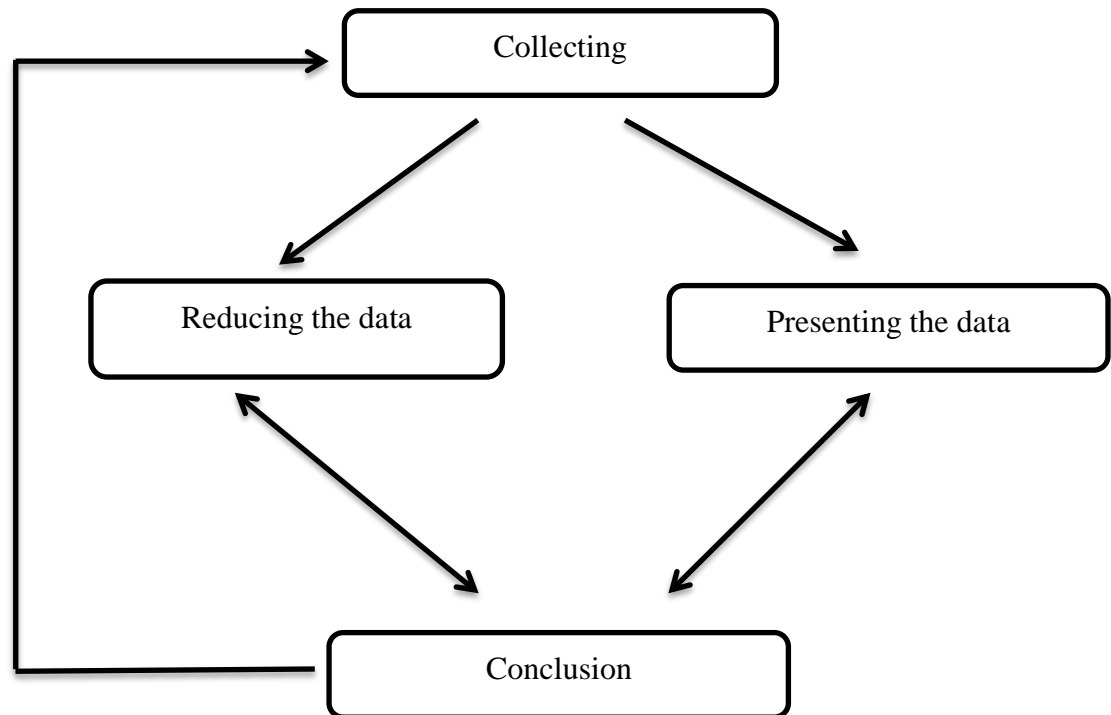 Collecting
Reducing the data
Presenting the data
Conclusion